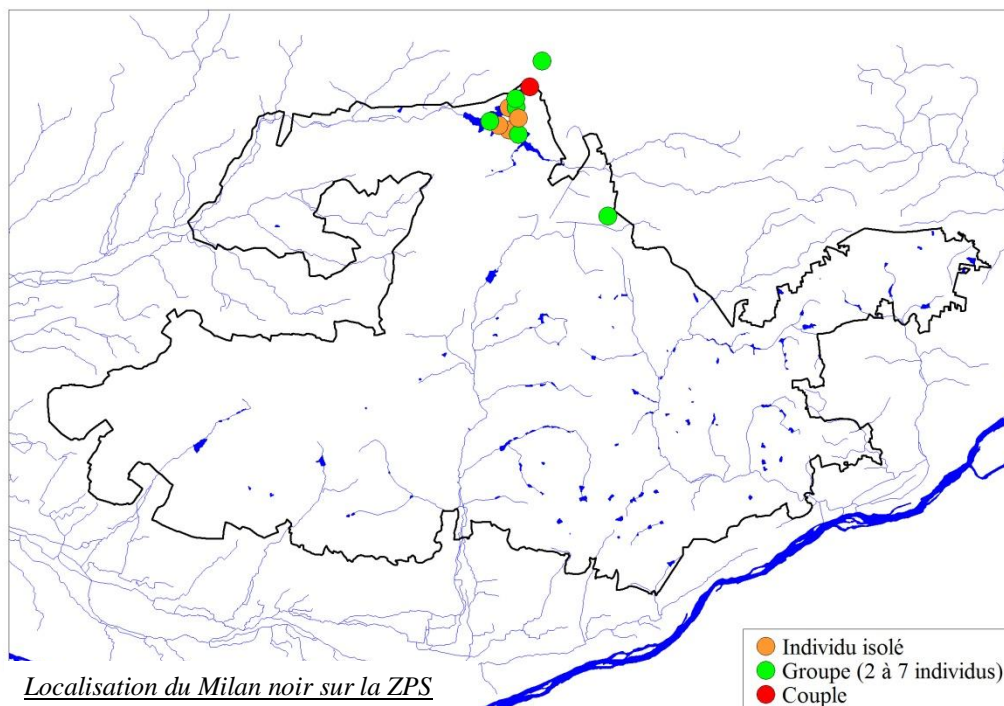 Individu isolé
Groupe (2 à 7 individus)
Couple
Localisation du Milan noir sur la ZPS